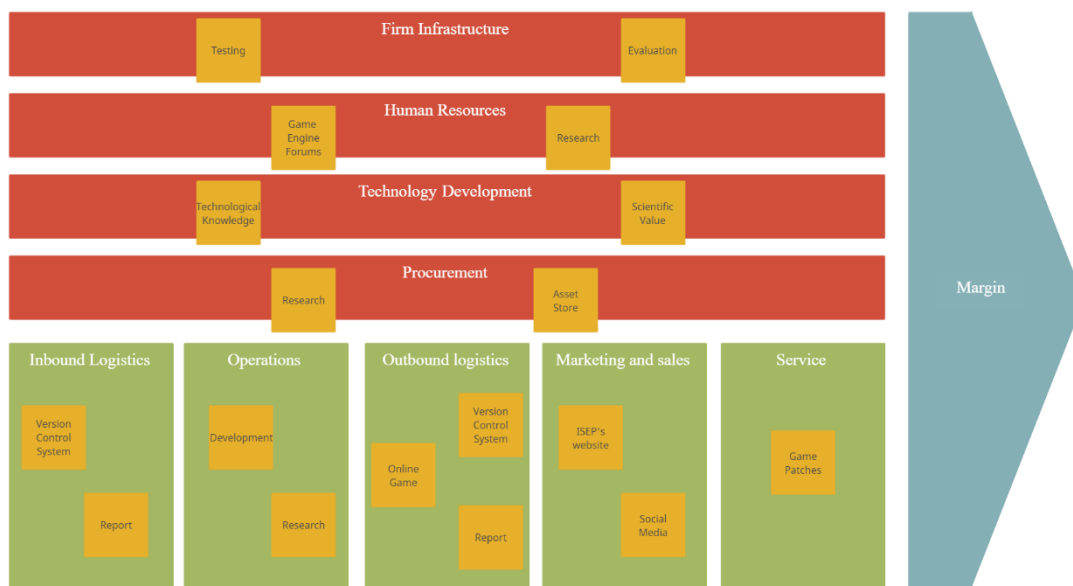 Firm Infrastructure
Testing
Evaluation
Human Resources
Game
Engine
Forums
Research
Technology Development
Technological
Knowledge
Scientific
Value
Procurement
Research
Asset
Store
Margin
Inbound Logistics
Version
Control
System
Report
Operations
Development
Research
Outbound logistics
Version
Control
System
Online
Game
Report
Marketing and sales
ISEP's
website
Social
Media
Service
Game
Patches